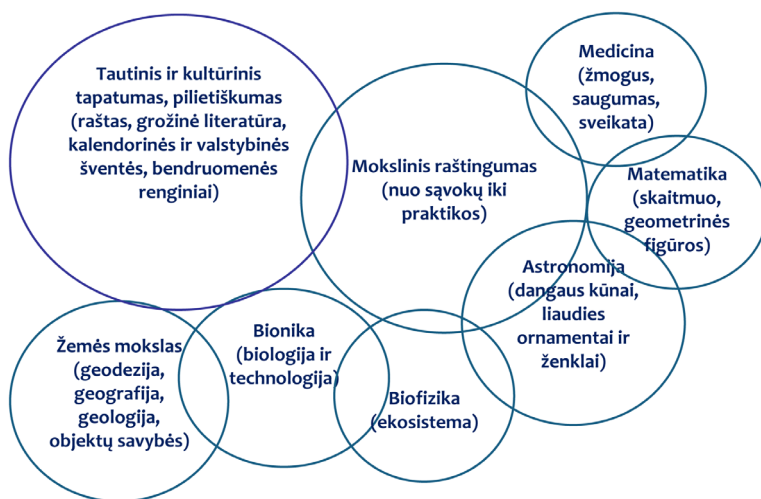 Tautinis ir kultūrinis
tapatumas, pilietiškumas
(raštas, grožinė literatūra,
kalendorinės ir valstybinės
šventės, bendruomenės
renginiai)
Mokslinis raštingumas
(nuo sąvokų iki
praktikos)
Medicina
(žmogus,
saugumas,
sveikata)
Matematika
(skaitmuo,
geometrinės
figūros)
Astronomija
(dangaus kūnai,
liaudies
ornamentai ir
ženklai)
Žemės mokslas
(geodezija,
geografija,
geologija,
objektų savybės)
Bionika
(biologija ir
technologija)
Biofizika
(ekosistema)